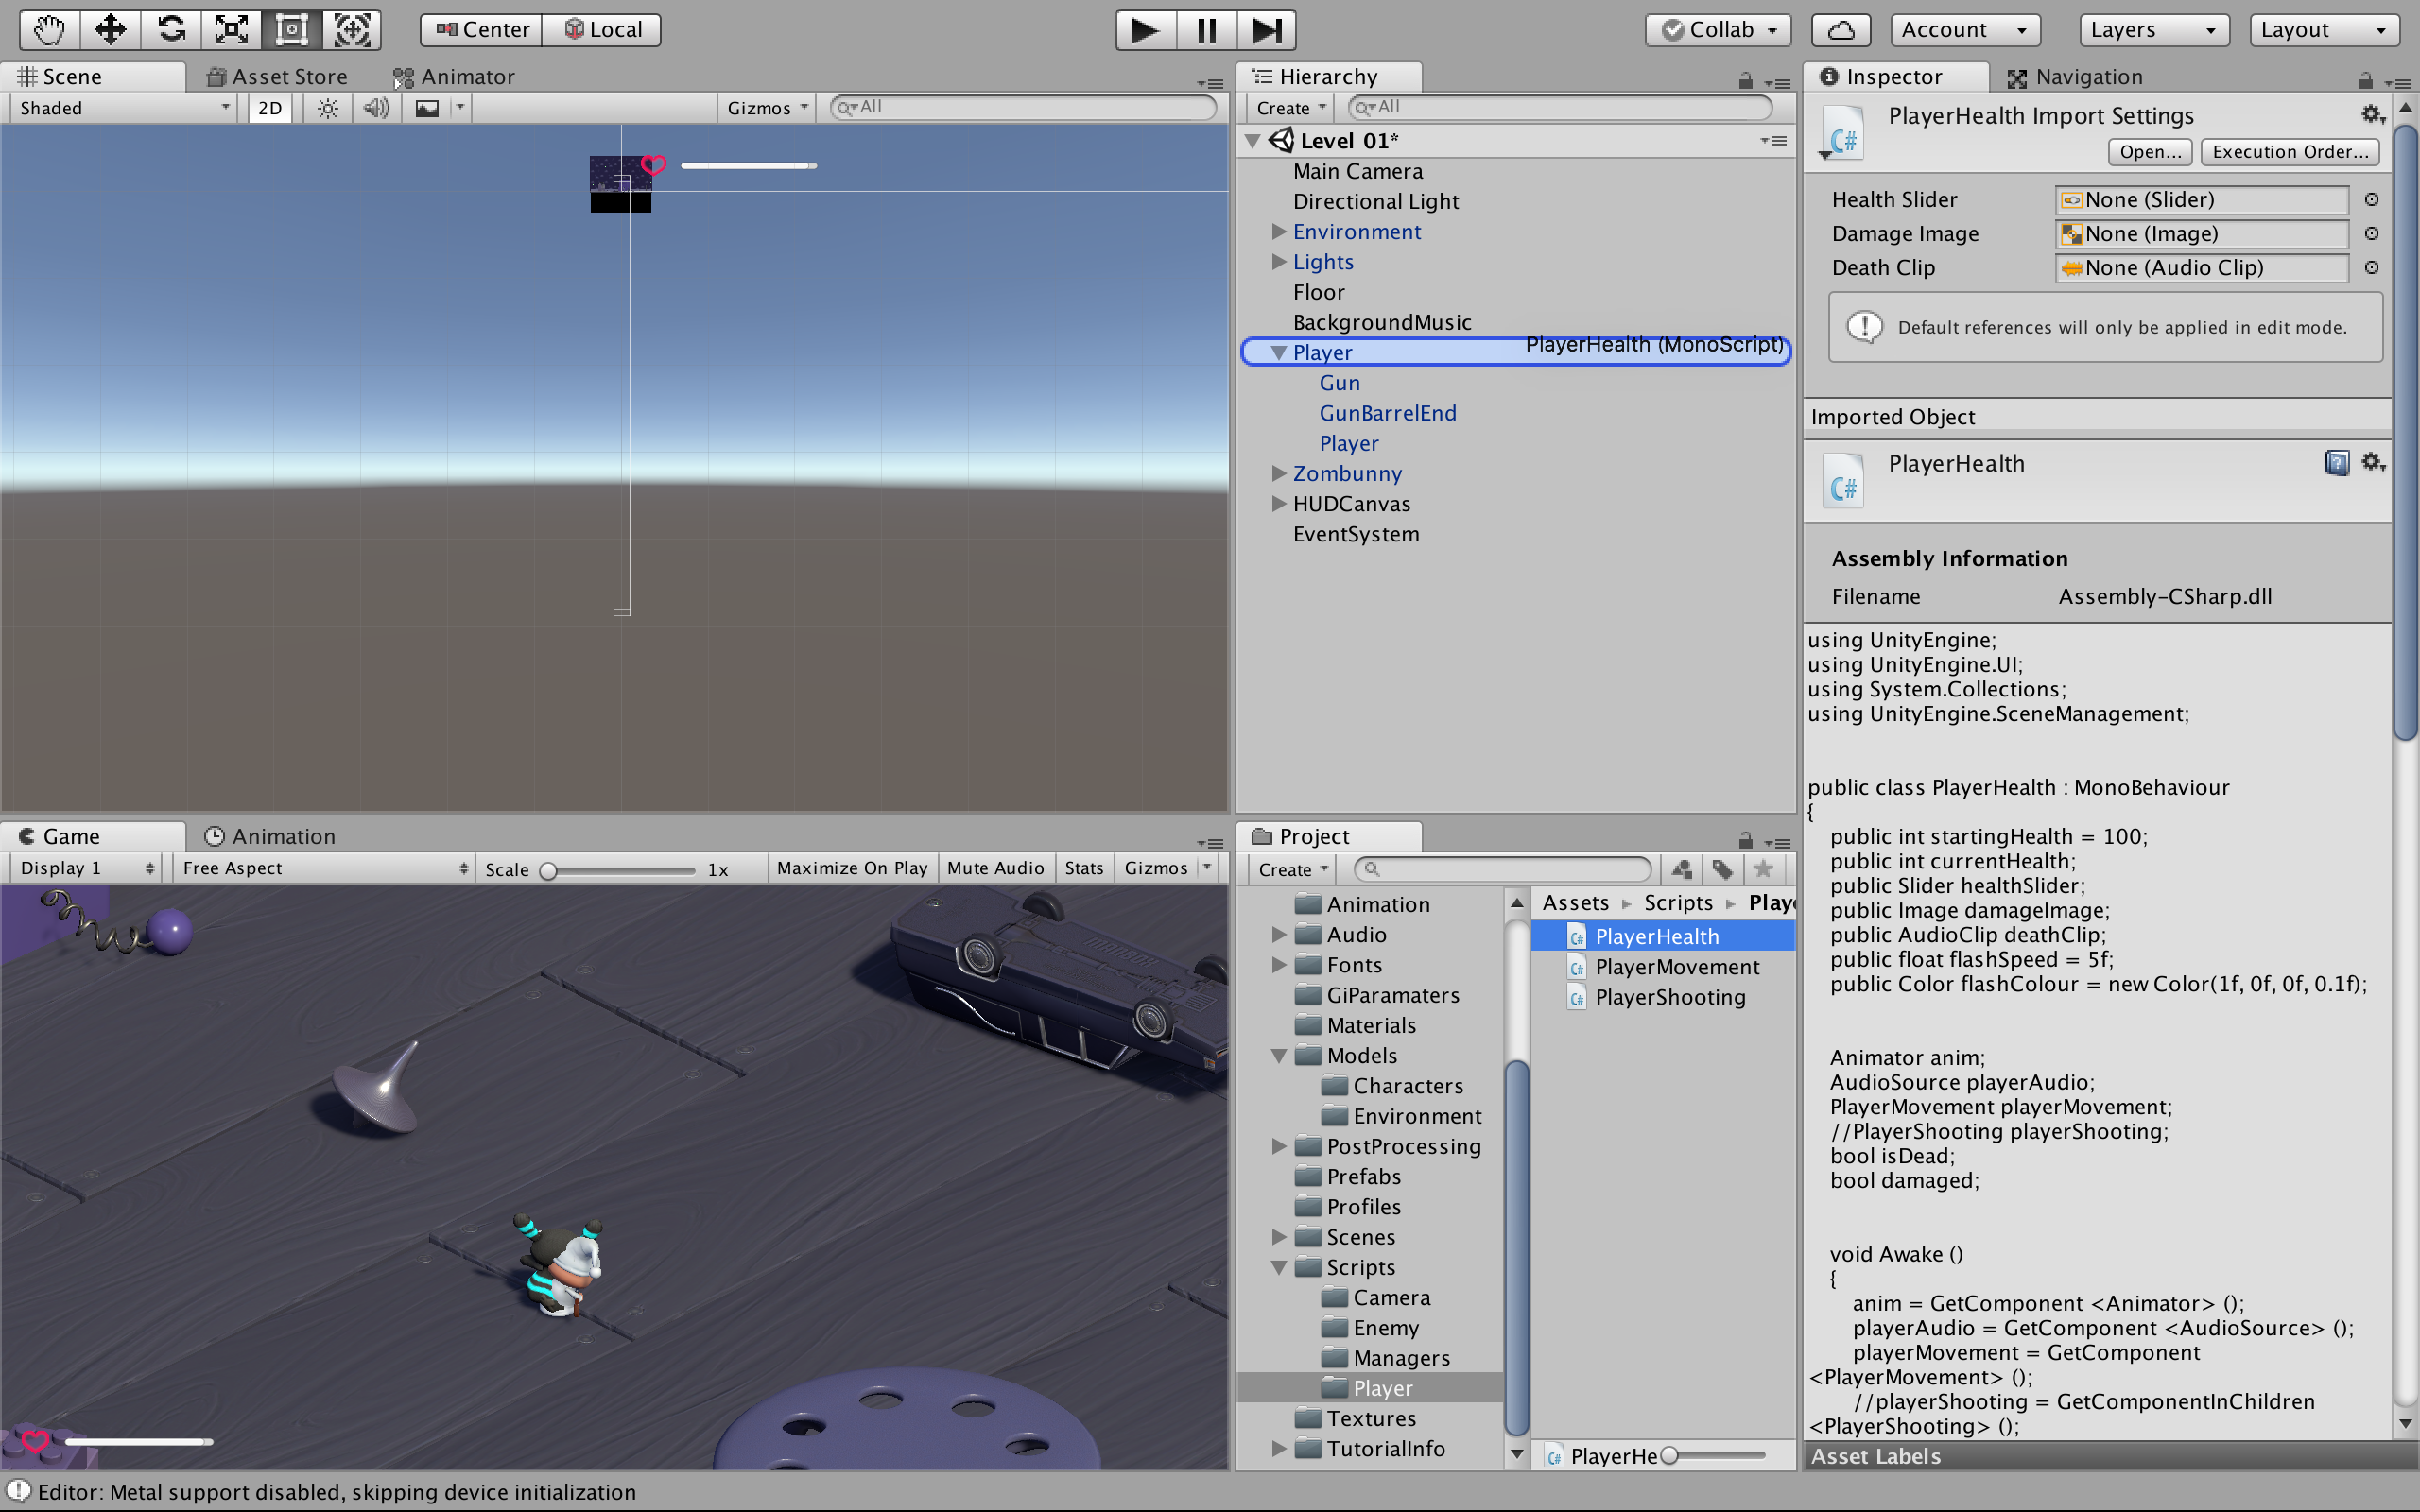 Center Local Collab Account Layers Layout
Scene Asset Store Animator
Shaded 2D Gizmos All
Hierarchy
Create All
Level 01*
Main Camera
Directional Light
Environment
Lights
Floor
BackgroundMusic
Player PlayerHealth (MonoScript)
Gun
GunBarrelEnd
Player
Zombunny
HUDCanvas
EventSystem
Inspector Navigation
PlayerHealth Import Settings
Open... Execution Order...
Health Slider None (Slider)
Damage Image None (Image)
Death Clip None (Audio Clip)
Default references will only be applied in edit mode.
Imported Object
PlayerHealth
Assembly Information
Filename Assembly-CSharp.dll
using UnityEngine;
using UnityEngine.UI;
using System.Collections;
using UnityEngine.SceneManagement;
public class PlayerHealth : MonoBehaviour
{
public int startingHealth = 100;
public int currentHealth;
public Slider healthSlider;
public Image damageImage;
public AudioClip deathClip;
public float flashSpeed = 5f;
public Color flashColour = new Color(1f, 0f, 0f, 0.1f);
Animator anim;
AudioSource playerAudio;
PlayerMovement playerMovement;
//PlayerShooting playerShooting;
bool isDead;
bool damaged;
void Awake ()
{
anim = GetComponent <Animator> ();
playerAudio = GetComponent <AudioSource> ();
playerMovement = GetComponent
<PlayerMovement> ();
//playerShooting = GetComponentInChildren
<PlayerShooting> ();
Asset Labels
Game Animation
Display 1 Free Aspect Scale 1x Maximize On Play Mute Audio Stats Gizmos
Project
Create
Animation
Audio
Fonts
GiParamaters
Materials
Models
Characters
Environment
PostProcessing
Prefabs
Profiles
Scenes
Scripts
Camera
Enemy
Managers
Player
Textures
TutorialInfo
Assets Scripts Playe
PlayerHealth
PlayerMovement
PlayerShooting
PlayerHe
Editor: Metal support disabled, skipping device initialization